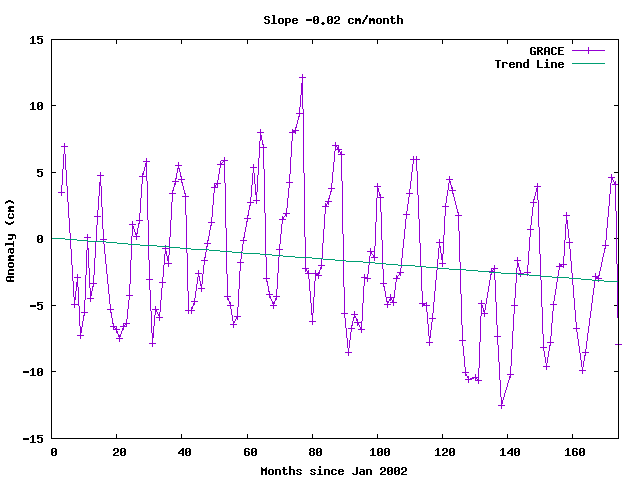 Slope -0.02 cm/month
15
GRACE
Trend Line
10
5
0
-5
-10
-15
Anomaly (cm)
0 20 40 60 80 100 120 140 160
Months since Jan 2002